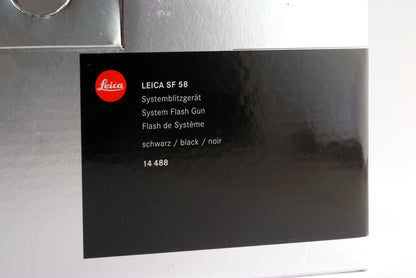 Leica
LEICA SF 58
Systemblitzgerät
System Flash Gun
Flash de Système
schwarz / black / noir
14 488